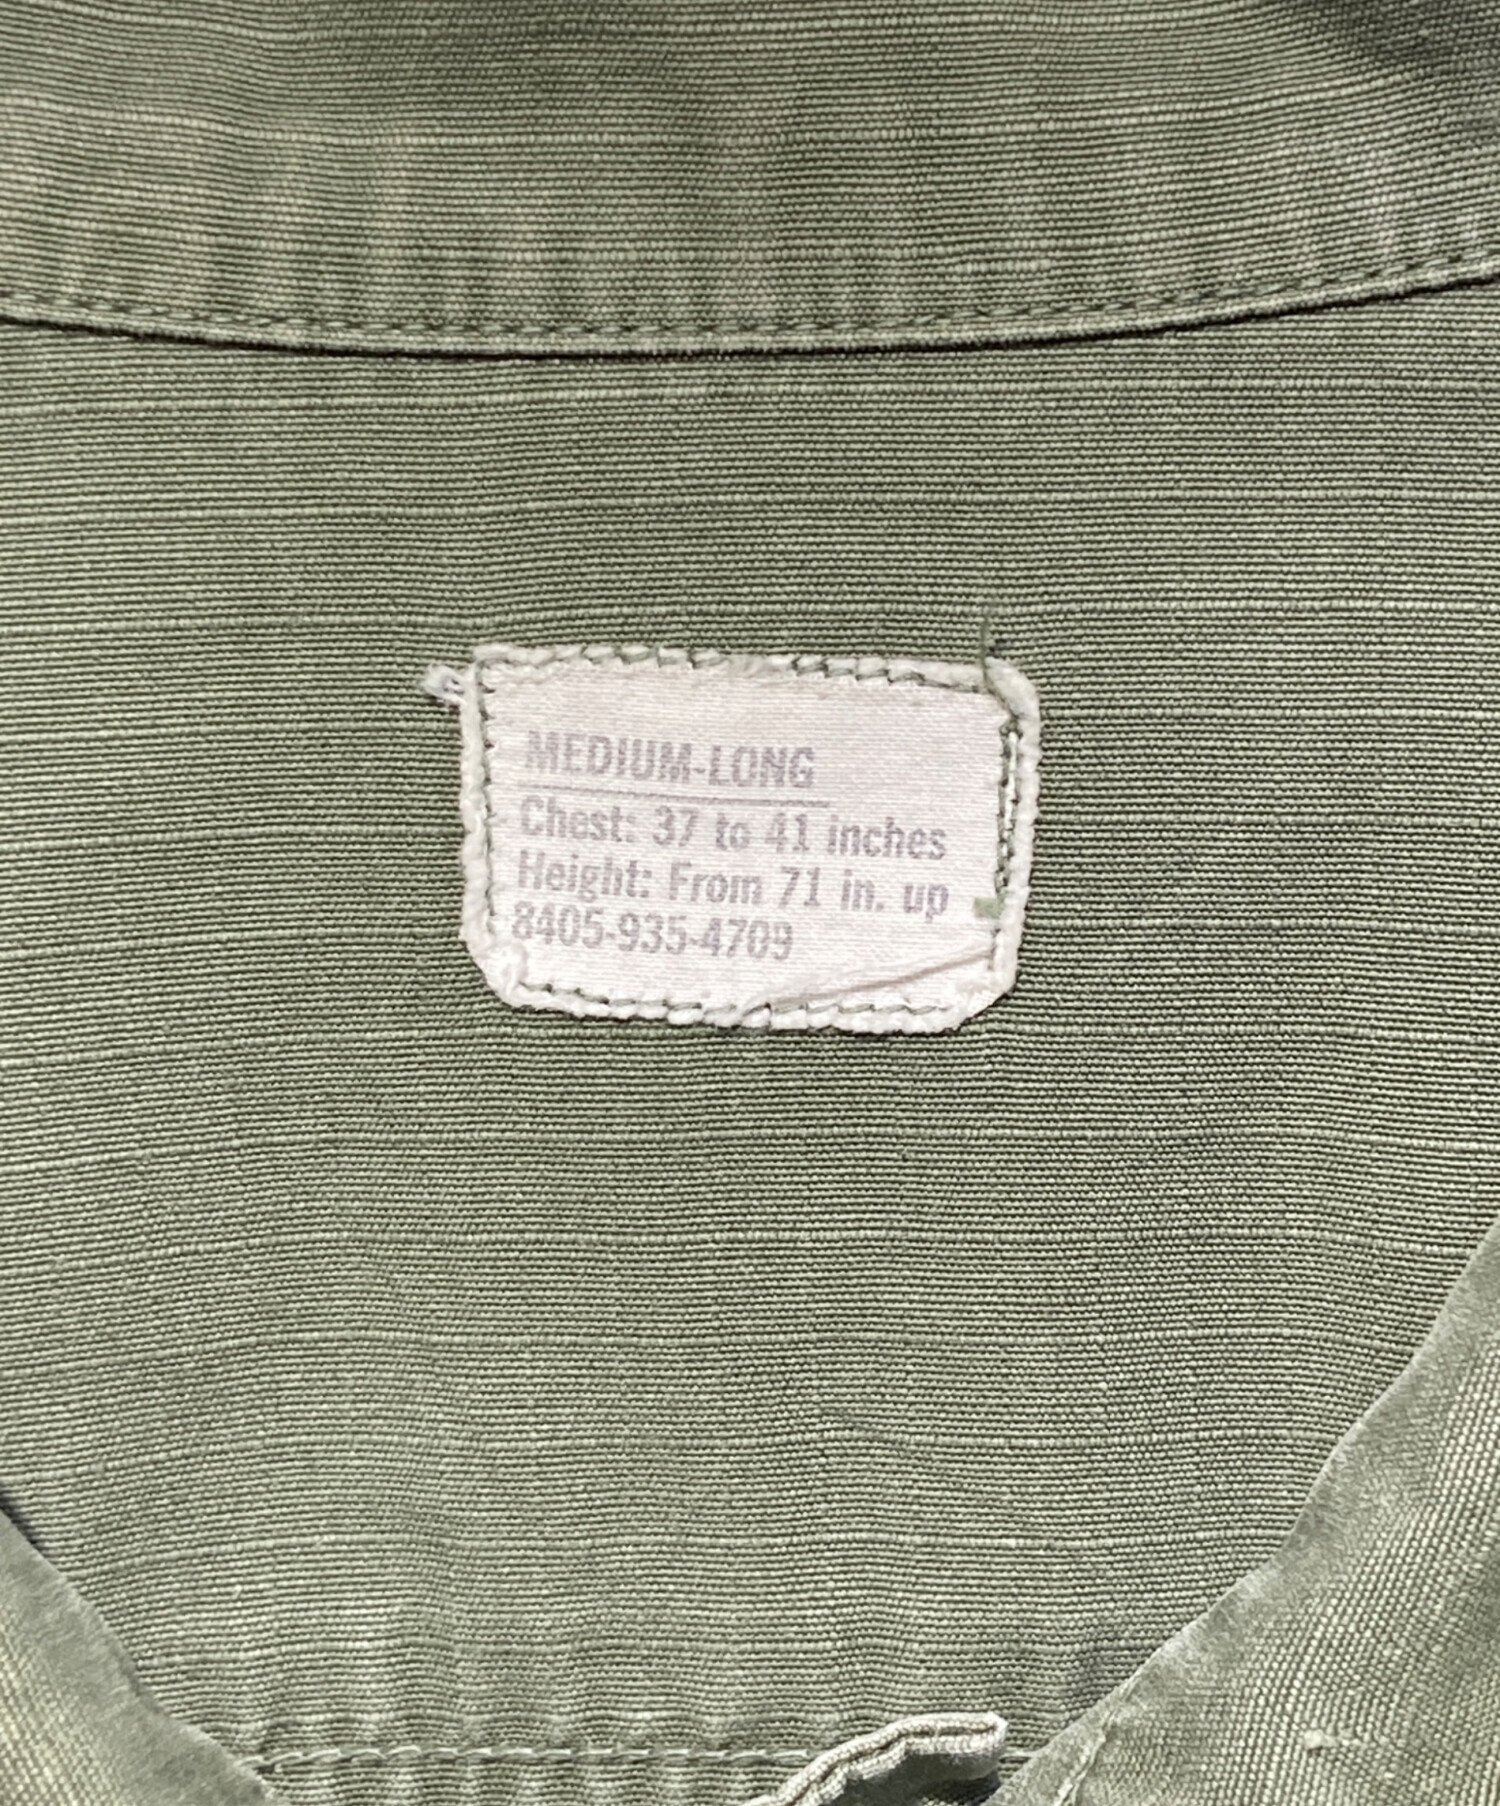 MEDIUM-LONG
Chest: 37 to 41 inches
Height: From 71 in. up
8405-935-4709